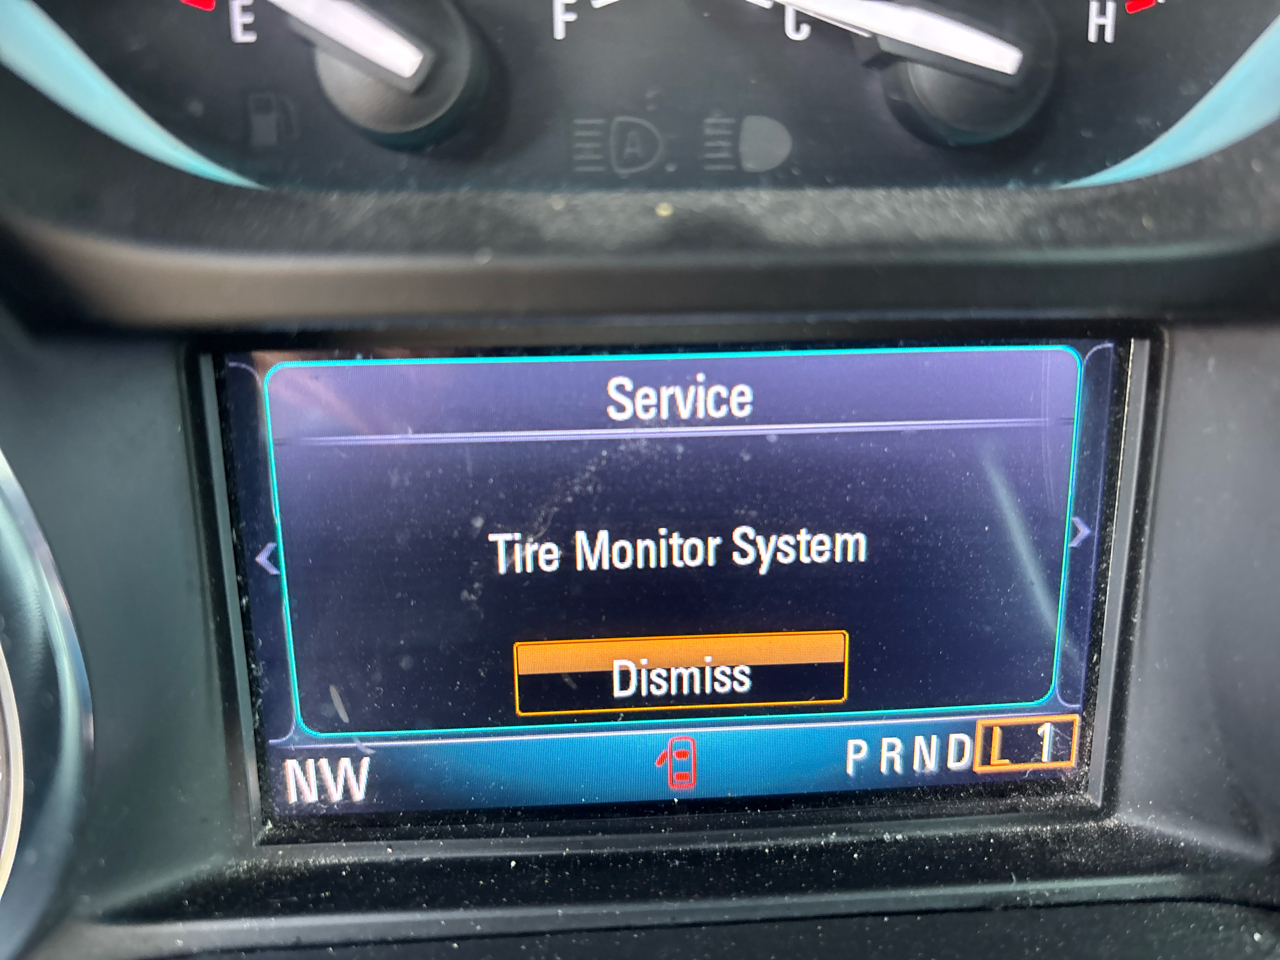 E F C H
A
Service
Tire Monitor System
Dismiss
NW PRND L 1